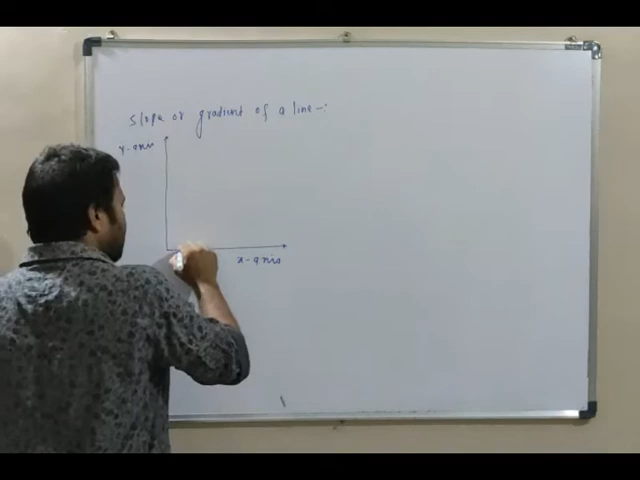 slope or gradient of a line -:
Y-axis
x-axis